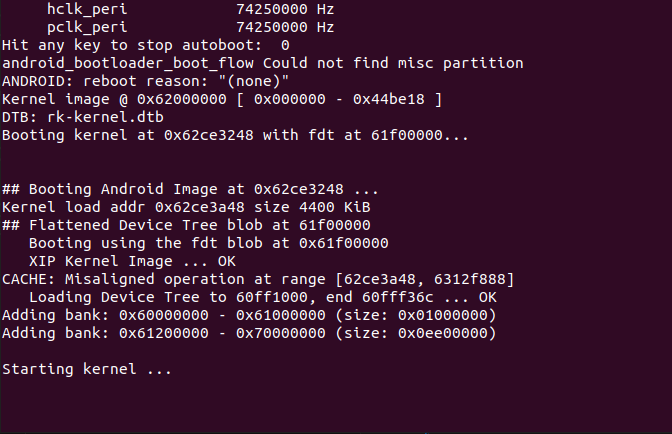 hclk_peri 74250000 Hz
pclk_peri 74250000 Hz
Hit any key to stop autoboot: 0
android_bootloader_boot_flow Could not find misc partition
ANDROID: reboot reason: "(none)"
Kernel image @ 0x62000000 [ 0x000000 - 0x44be18 ]
DTB: rk-kernel.dtb
Booting kernel at 0x62ce3248 with fdt at 61f00000...
## Booting Android Image at 0x62ce3248 ...
Kernel load addr 0x62ce3a48 size 4400 KiB
## Flattened Device Tree blob at 61f00000
Booting using the fdt blob at 0x61f00000
XIP Kernel Image ... OK
CACHE: Misaligned operation at range [62ce3a48, 6312f888]
Loading Device Tree to 60ff1000, end 60fff36c ... OK
Adding bank: 0x60000000 - 0x61000000 (size: 0x01000000)
Adding bank: 0x61200000 - 0x70000000 (size: 0x0ee00000)
Starting kernel ...